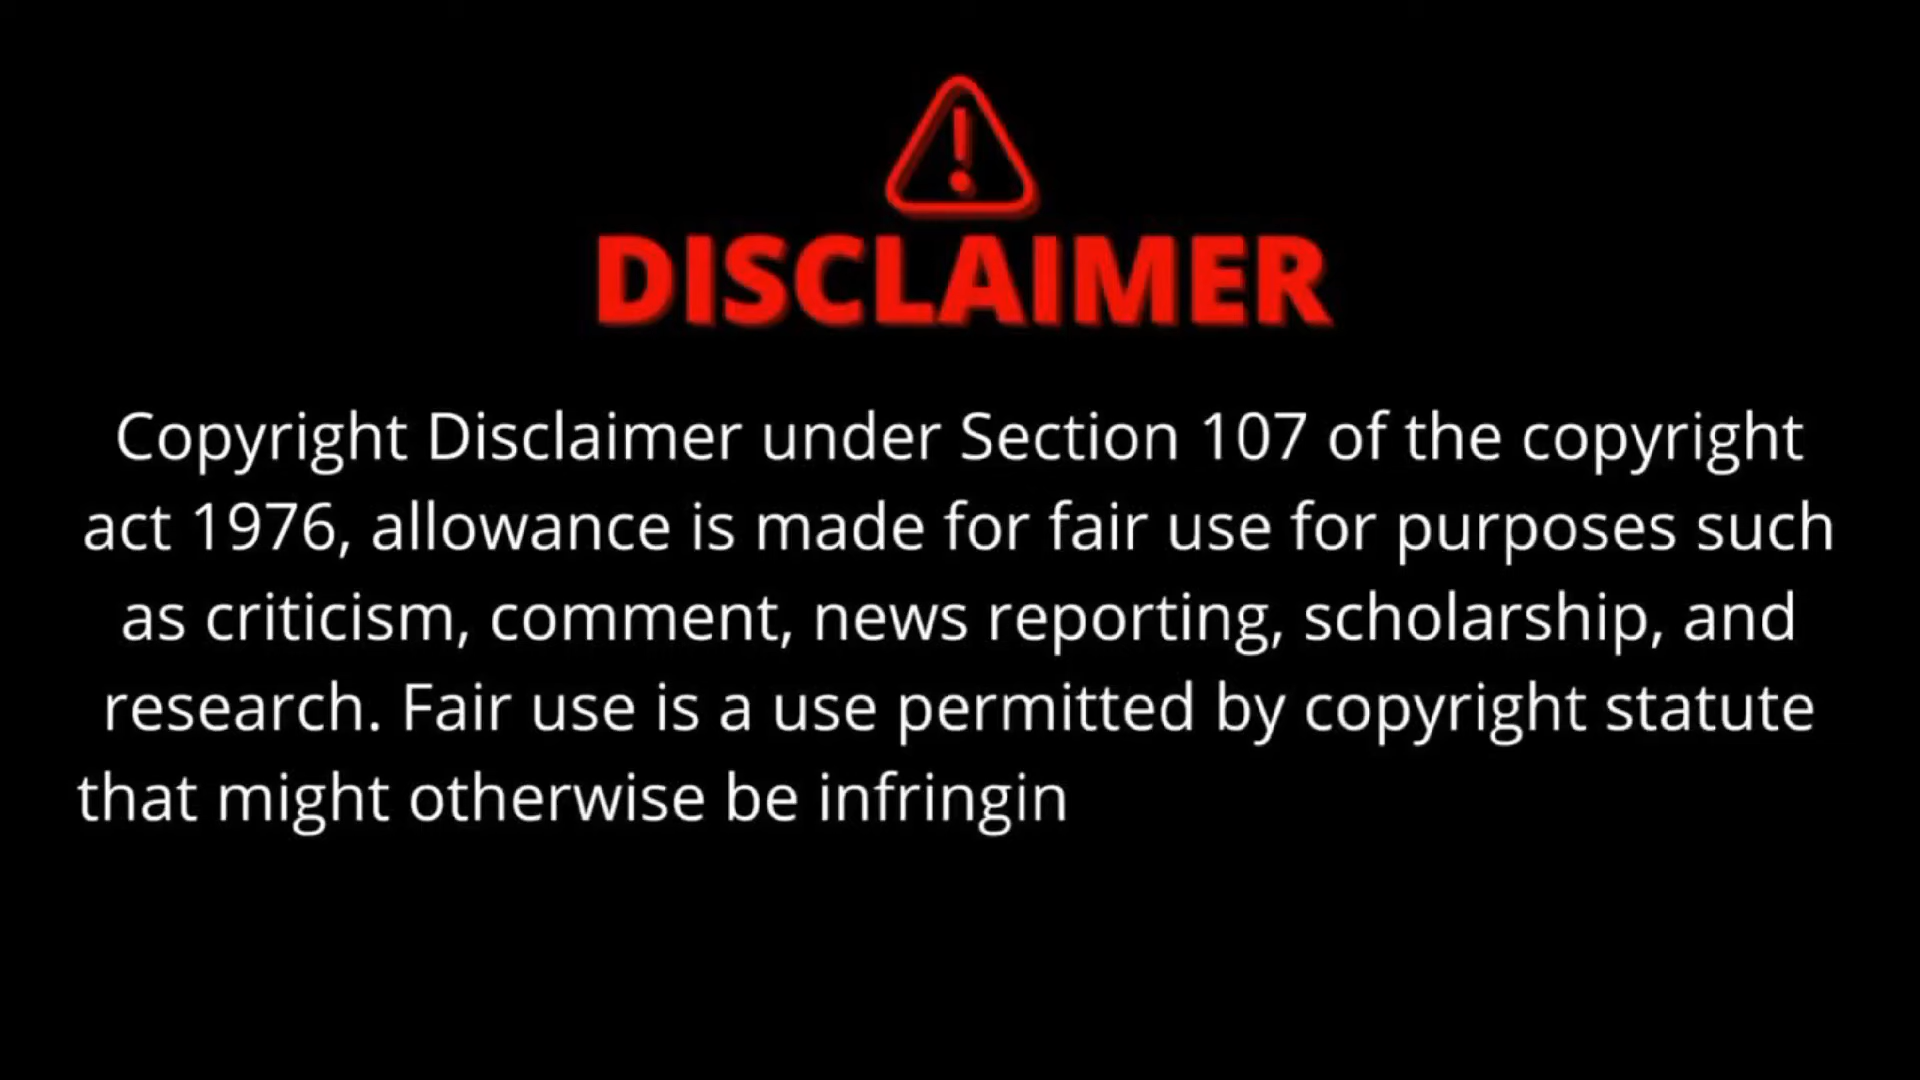 DISCLAIMER
Copyright Disclaimer under Section 107 of the copyright
act 1976, allowance is made for fair use for purposes such
as criticism, comment, news reporting, scholarship, and
research. Fair use is a use permitted by copyright statute
that might otherwise be infringin